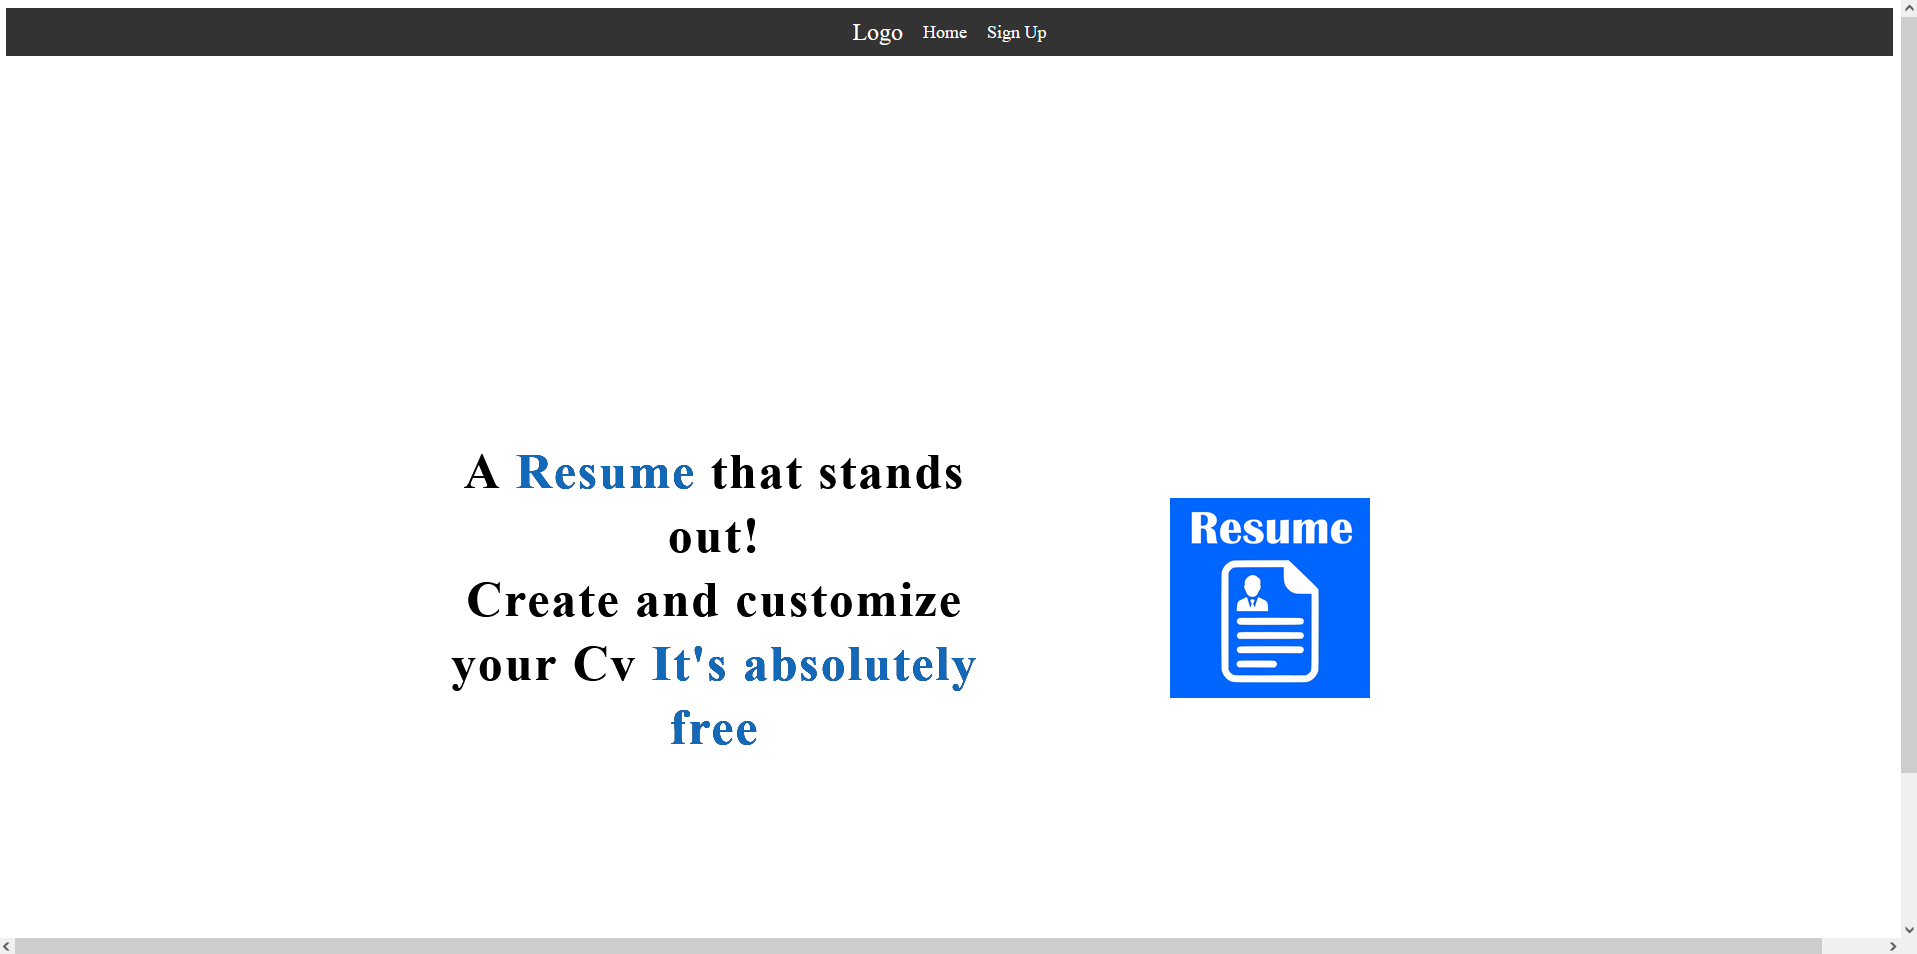 Logo Home Sign Up
A Resume that stands
out!
Create and customize
your Cv It's absolutely
free
Resume